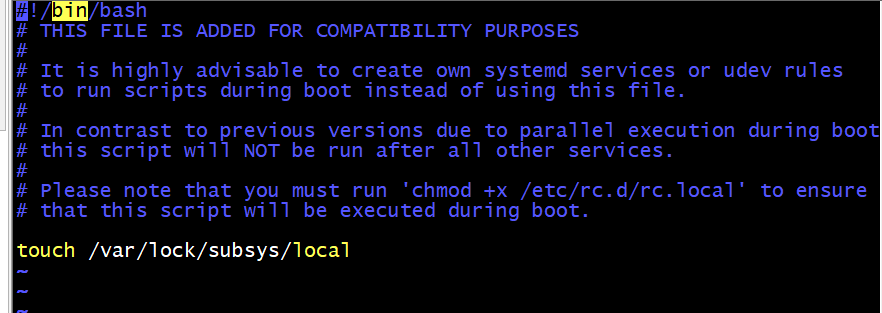 #!/bin/bash
# THIS FILE IS ADDED FOR COMPATIBILITY PURPOSES
#
# It is highly advisable to create own systemd services or udev rules
# to run scripts during boot instead of using this file.
#
# In contrast to previous versions due to parallel execution during boot
# this script will NOT be run after all other services.
#
# Please note that you must run 'chmod +x /etc/rc.d/rc.local' to ensure
# that this script will be executed during boot.

touch /var/lock/subsys/local
~
~
~